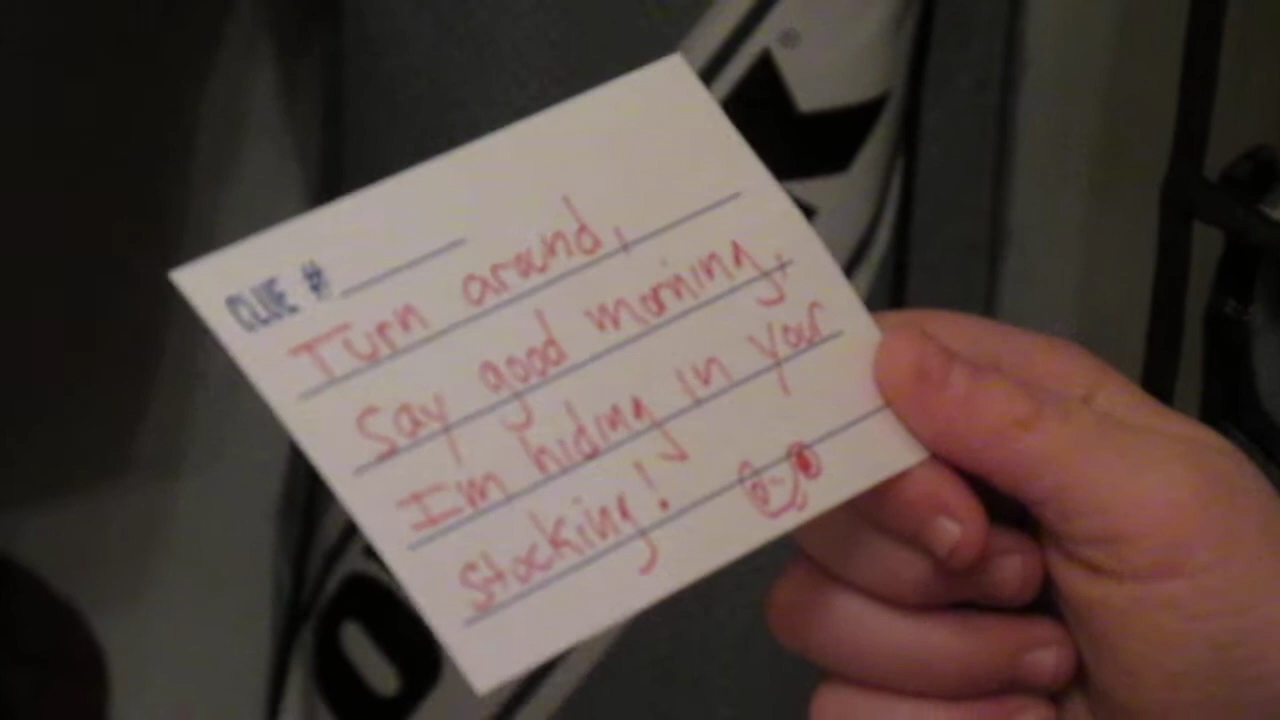 CLUE #
Turn around,
Say good morning,
I'm hiding in your
stocking!